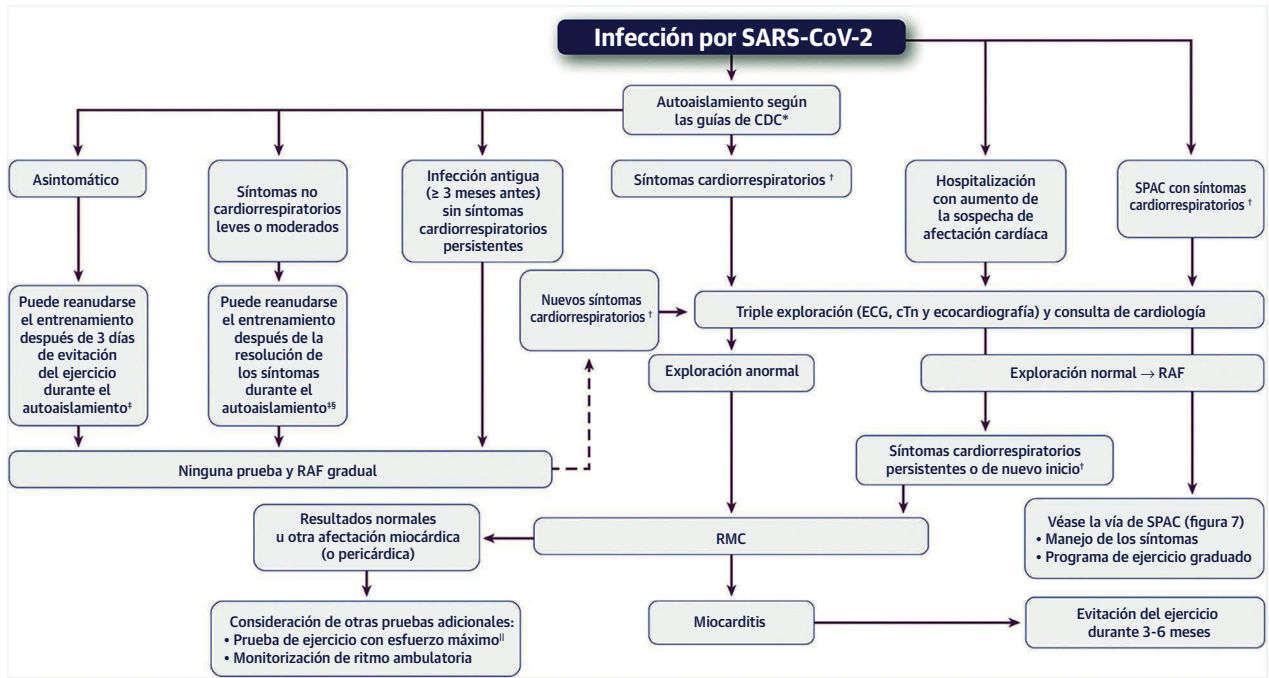 Infección por SARS-CoV-2
Autoaislamiento según
las guías de CDC*
Asintomático
Síntomas no
cardiorrespiratorios
leves o moderados
Infección antigua
(≥ 3 meses antes)
sin síntomas
cardiorrespiratorios
persistentes
Síntomas cardiorrespiratorios †
Hospitalización
con aumento de
la sospecha de
afectación cardíaca
SPAC con síntomas
cardiorrespiratorios †
Puede reanudarse
el entrenamiento
después de 3 días
de evitación
del ejercicio
durante el
autoaislamiento‡
Puede reanudarse
el entrenamiento
después de la
resolución de
los síntomas
durante el
autoaislamiento‡§
Nuevos síntomas
cardiorrespiratorios †
Triple exploración (ECG, cTn y ecocardiografía) y consulta de cardiología
Exploración anormal
Exploración normal → RAF
Ninguna prueba y RAF gradual
Síntomas cardiorrespiratorios
persistentes o de nuevo inicio†
Resultados normales
u otra afectación miocárdica
(o pericárdica)
RMC
Véase la vía de SPAC (figura 7)
• Manejo de los síntomas
• Programa de ejercicio graduado
Consideración de otras pruebas adicionales:
• Prueba de ejercicio con esfuerzo máximo||
• Monitorización de ritmo ambulatoria
Miocarditis
Evitación del ejercicio
durante 3-6 meses